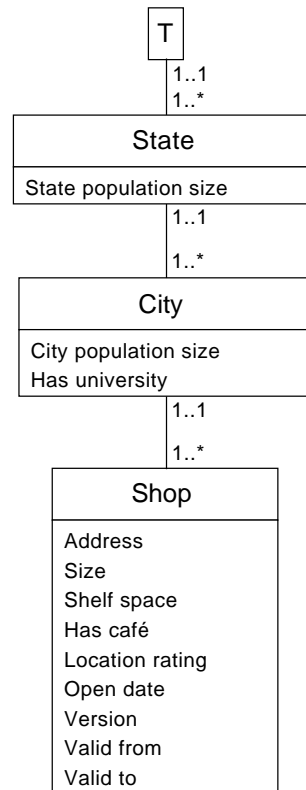 T
1..1
1..*
State
State population size
1..1
1..*
City
City population size
Has university
1..1
1..*
Shop
Address
Size
Shelf space
Has café
Location rating
Open date
Version
Valid from
Valid to